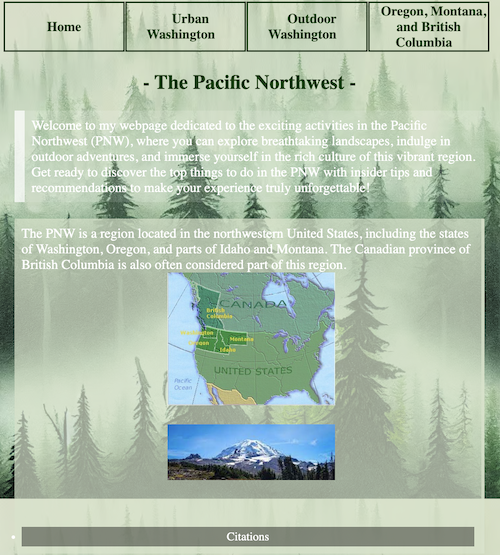 Home
Urban
Washington
Outdoor
Washington
Oregon, Montana,
and British
Columbia
- The Pacific Northwest -
Welcome to my webpage dedicated to the exciting activities in the Pacific
Northwest (PNW), where you can explore breathtaking landscapes, indulge in
outdoor adventures, and immerse yourself in the rich culture of this vibrant region.
Get ready to discover the top things to do in the PNW with insider tips and
recommendations to make your experience truly unforgettable!
The PNW is a region located in the northwestern United States, including the states
of Washington, Oregon, and parts of Idaho and Montana. The Canadian province of
British Columbia is also often considered part of this region.
CANADA
British
Columbia
Washington
Montana
Oregon
Idaho
UNITED STATES
Pacific
Ocean
Citations